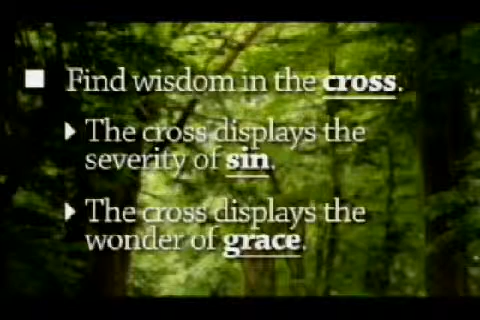 Find wisdom in the cross.
The cross displays the
severity of sin.
The cross displays the
wonder of grace.